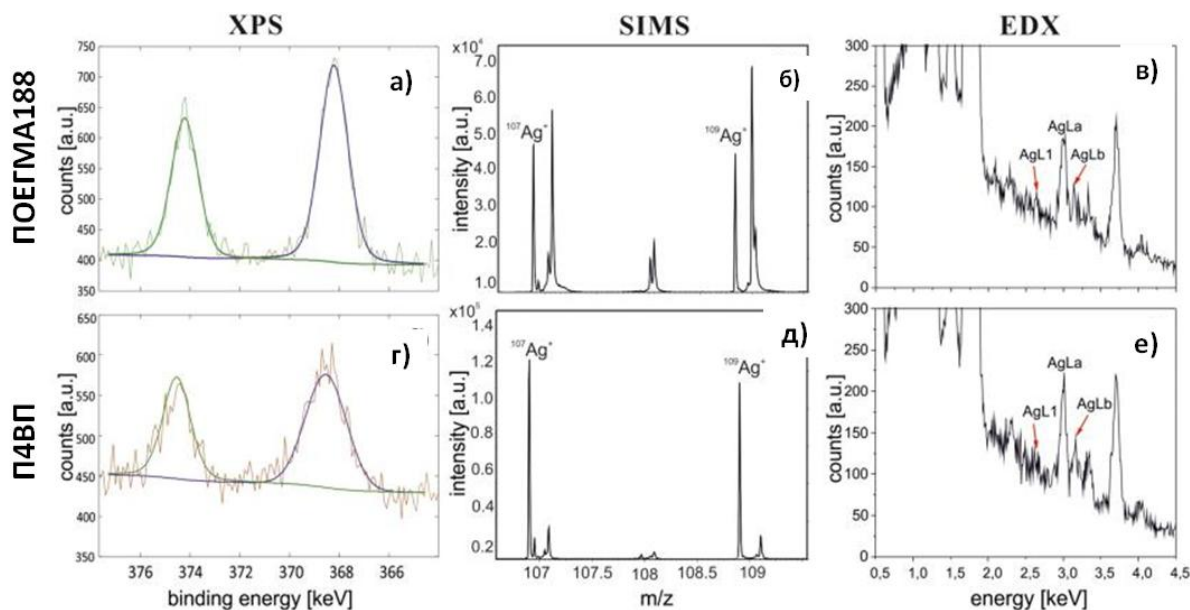 XPS SIMS EDX
ПОЕГМА188
counts [a.u.]
750
700
650
600
550
500
450
400
350
а)
x10⁴
intensity [a.u.]
7.0
6.0
5.0
4.0
3.0
2.0
1.0
¹⁰⁷Ag⁺
¹⁰⁹Ag⁺
б)
counts [a.u.]
300
250
200
150
100
50
0
AgL1
AgLa
AgLb
в)
П4ВП
counts [a.u.]
650
600
550
500
450
400
350
г)
376 374 372 370 368 366
binding energy [keV]
x10⁵
intensity [a.u.]
1.4
1.2
1.0
0.8
0.6
0.4
0.2
¹⁰⁷Ag⁺
¹⁰⁹Ag⁺
д)
107 107.5 108 108.5 109
m/z
counts [a.u.]
300
250
200
150
100
50
0
AgL1
AgLa
AgLb
е)
0,5 1,0 1,5 2,0 2,5 3,0 3,5 4,0 4,5
energy [keV]